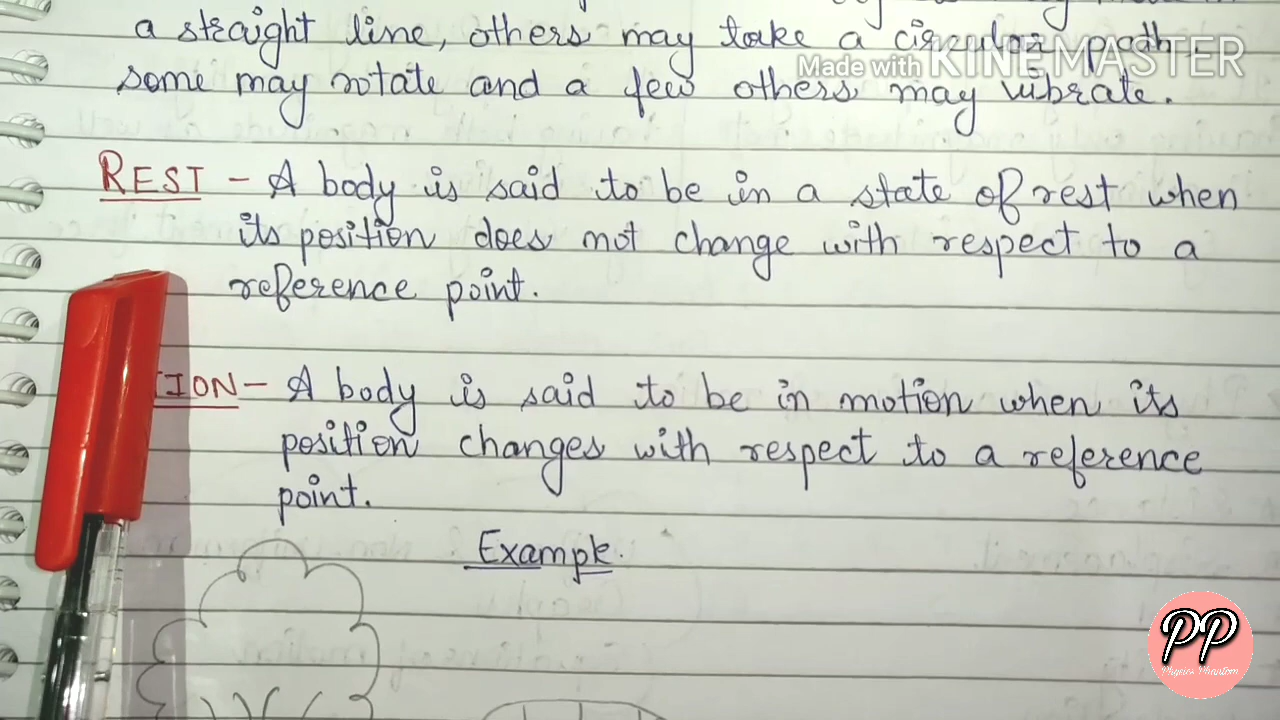 a straight line, others may take a circular path,
Made with KINEMASTER
some may rotate and a few others may vibrate.
REST - A body is said to be in a state of rest when
its position does not change with respect to a
reference point.
TION - A body is said to be in motion when its
position changes with respect to a reference
point.
Example.
PP
Physics Phantom